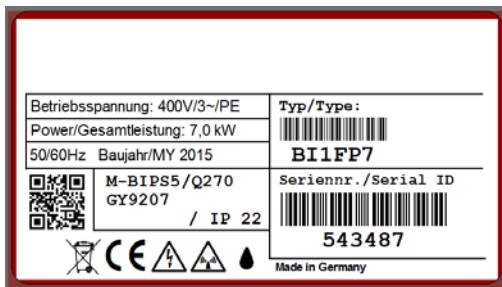 Betriebsspannung: 400V/3~/PE
Power/Gesamtleistung: 7,0 kW
50/60Hz Baujahr/MY 2015
Typ/Type:
BI1FP7
M-BIPS5/Q270
GY9207
/ IP 22
Seriennr./Serial ID
543487
CE
Made in Germany